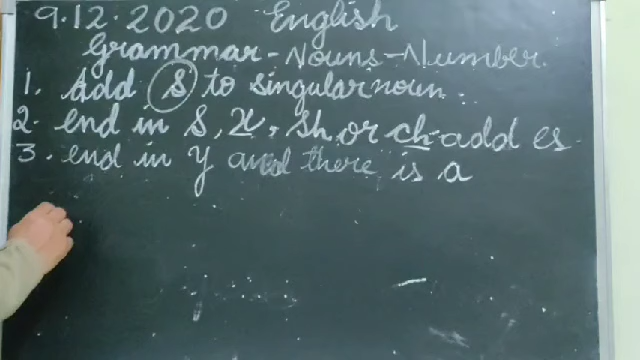 9.12.2020 English
Grammar-Nouns-Number.
1. Add S to singular noun.
2. end in S, x, sh or ch-add es.
3. end in y and there is a